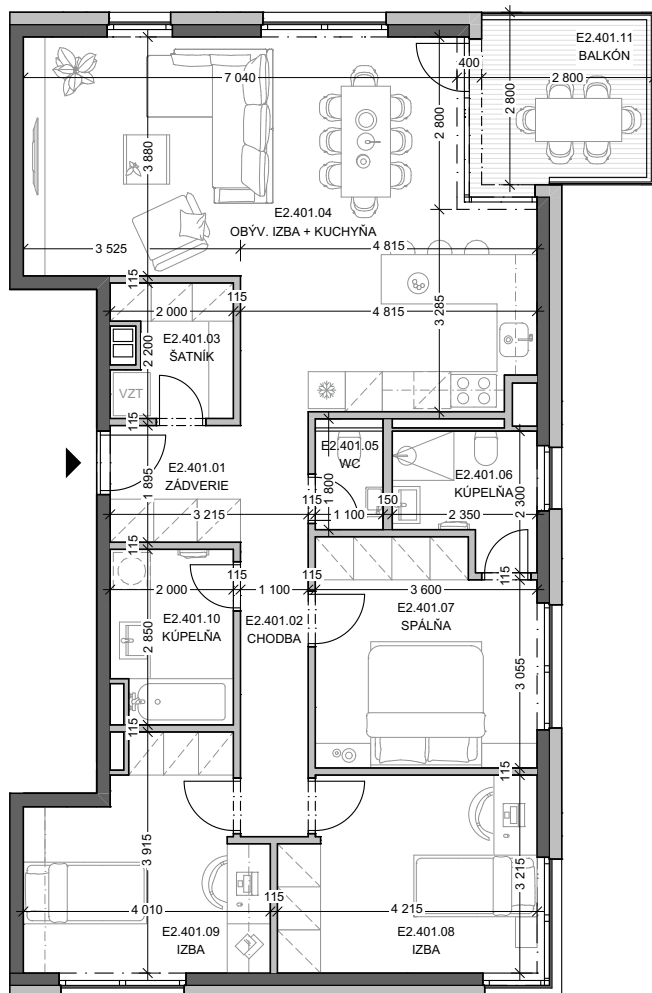 E2.401.11
BALKÓN
400
7 040
2 800
2 800
2 800
3 880
E2.401.04
OBÝV. IZBA + KUCHYŇA
3 525
4 815
115
115
2 000
4 815
3 285
E2.401.03
ŠATNÍK
2 200
VZT
115
E2.401.05
WC
E2.401.01
ZÁDVERIE
E2.401.06
KÚPEĽŇA
1 895
1 800
2 300
3 215
115
1 100
150
2 350
115
115
115
1 100
115
3 600
115
2 000
E2.401.10
KÚPEĽŇA
E2.401.02
CHODBA
E2.401.07
SPÁLŇA
2 850
3 055
115
115
3 915
3 215
115
4 010
4 215
E2.401.09
IZBA
E2.401.08
IZBA